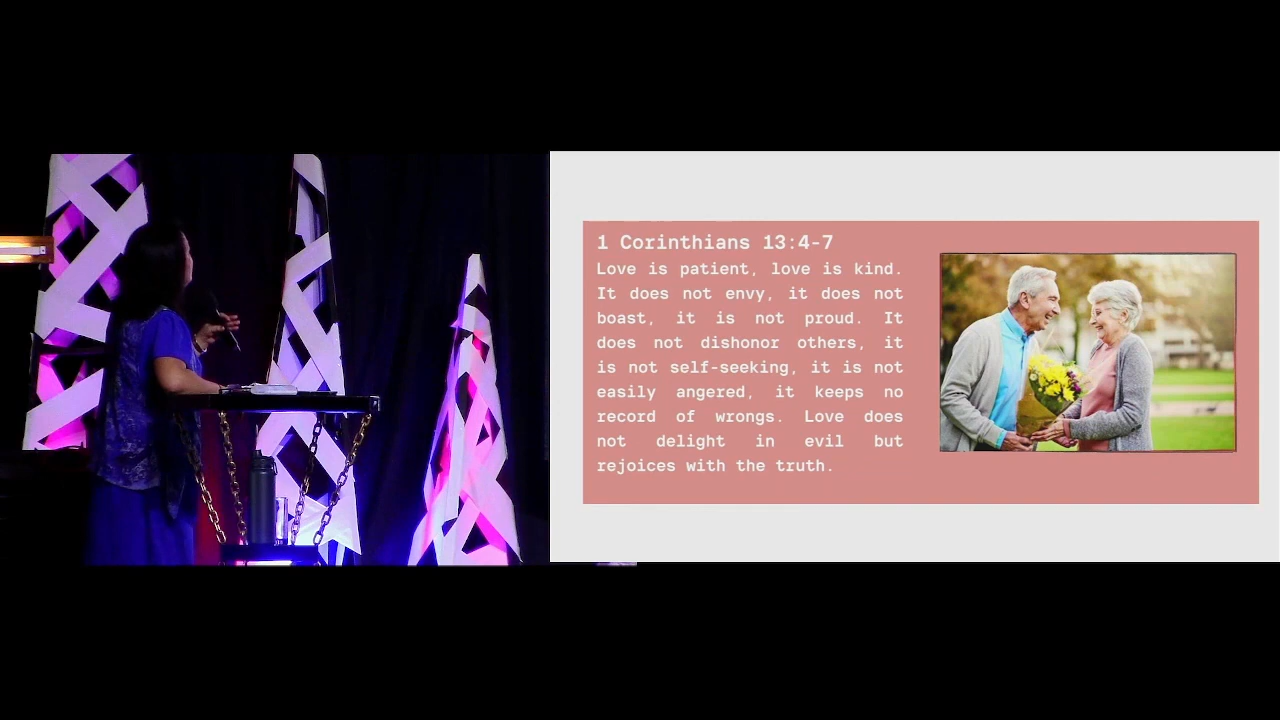 1 Corinthians 13:4-7
Love is patient, love is kind.
It does not envy, it does not
boast, it is not proud. It
does not dishonor others, it
is not self-seeking, it is not
easily angered, it keeps no
record of wrongs. Love does
not delight in evil but
rejoices with the truth.